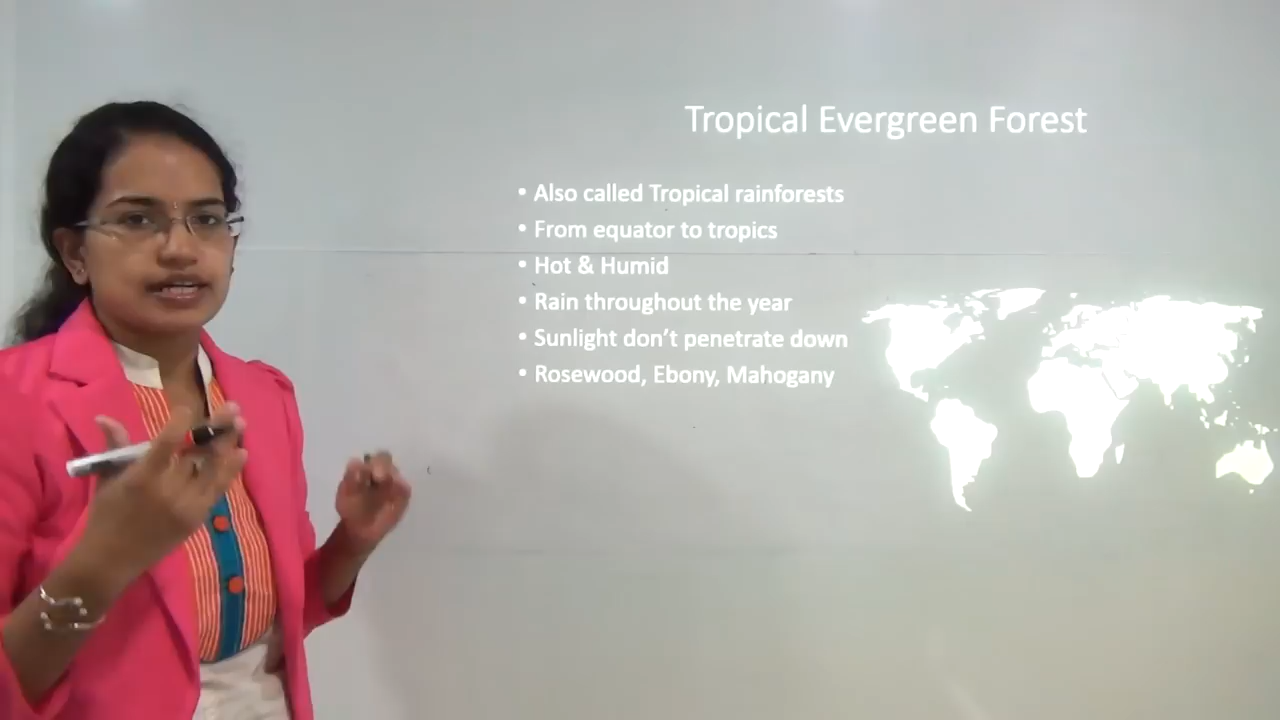 Tropical Evergreen Forest
• Also called Tropical rainforests
• From equator to tropics
• Hot & Humid
• Rain throughout the year
• Sunlight don’t penetrate down
• Rosewood, Ebony, Mahogany